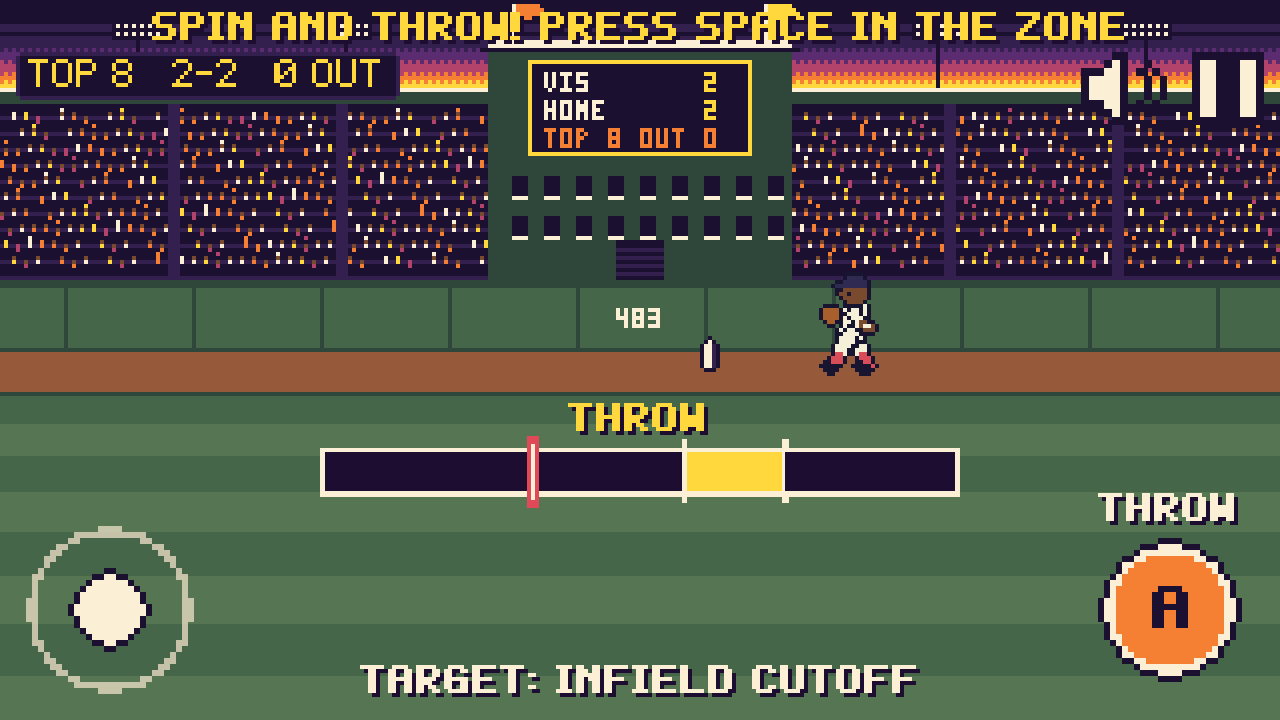 SPIN AND THROW! PRESS SPACE IN THE ZONE
TOP 8 2-2 0 OUT
VIS 2
HOME 2
TOP 8 OUT 0
483
THROW
THROW
A
TARGET: INFIELD CUTOFF